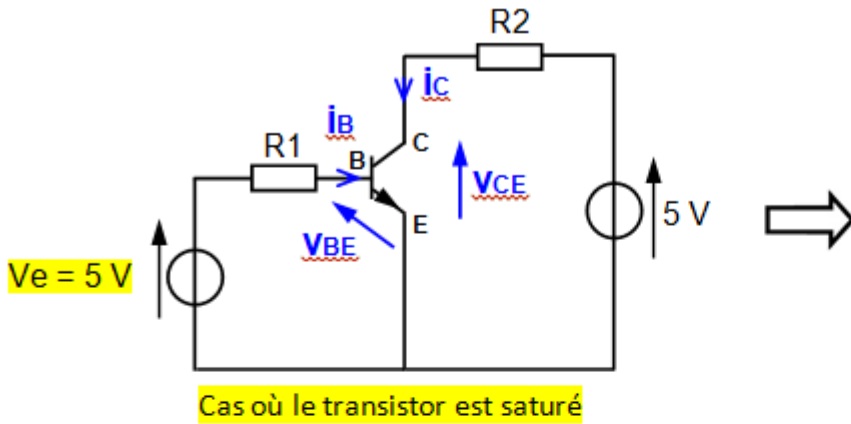 R2
iC
iB
R1
B
C
VCE
E
VBE
5 V
Ve = 5 V
Cas où le transistor est saturé